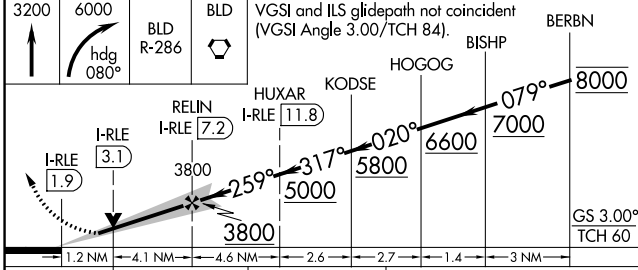 3200
6000
hdg
080°
BLD
R-286
BLD
VGSI and ILS glidepath not coincident
(VGSI Angle 3.00/TCH 84).
BERBN
BISHP
HOGOG
KODSE
HUXAR
I-RLE 11.8
RELIN
I-RLE 7.2
I-RLE
3.1
I-RLE
1.9
3800
3800
259°
5000
317°
5800
020°
6600
7000
079°
8000
GS 3.00°
TCH 60
1.2 NM
4.1 NM
4.6 NM
2.6
2.7
1.4
3 NM